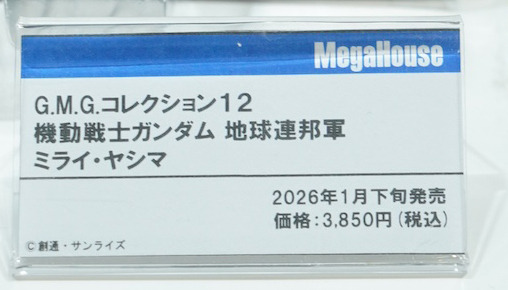 MegaHouse
G.M.G.コレクション12
機動戦士ガンダム 地球連邦軍
ミライ・ヤシマ
2026年1月下旬発売
価格:3,850円(税込)
©創通・サンライズ